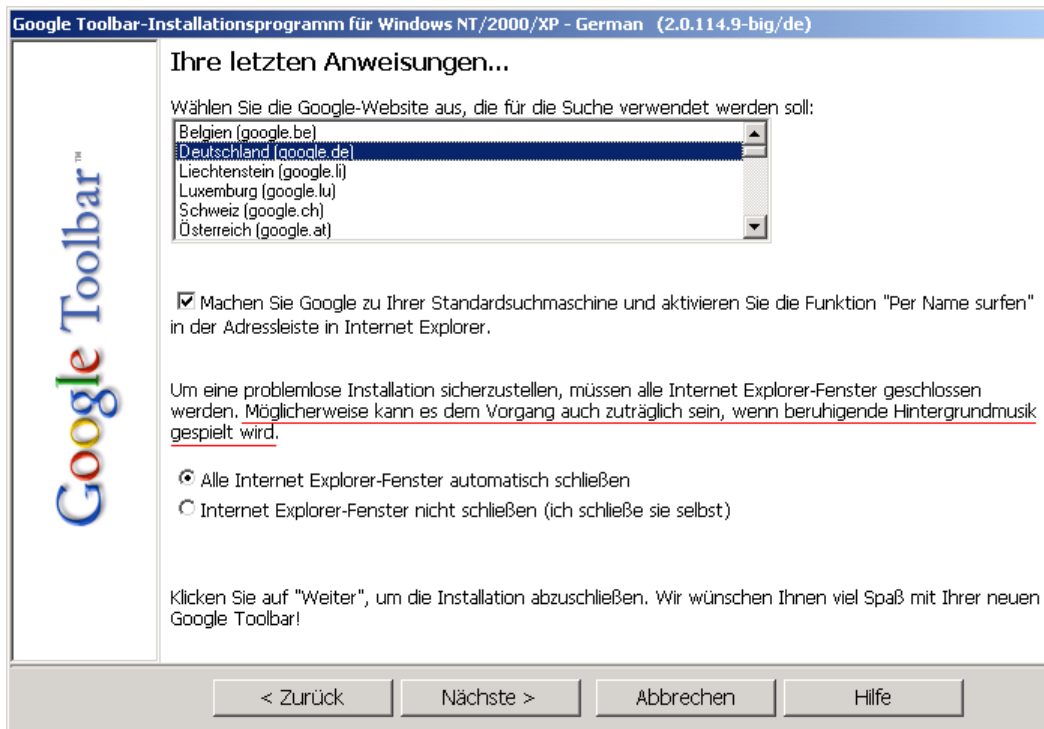 Google Toolbar-Installationsprogramm für Windows NT/2000/XP - German (2.0.114.9-big/de)
Google Toolbar™
Ihre letzten Anweisungen...
Wählen Sie die Google-Website aus, die für die Suche verwendet werden soll:
Belgien (google.be)
Deutschland (google.de)
Liechtenstein (google.li)
Luxemburg (google.lu)
Schweiz (google.ch)
Österreich (google.at)
Machen Sie Google zu Ihrer Standardsuchmaschine und aktivieren Sie die Funktion "Per Name surfen"
in der Adressleiste in Internet Explorer.
Um eine problemlose Installation sicherzustellen, müssen alle Internet Explorer-Fenster geschlossen
werden. Möglicherweise kann es dem Vorgang auch zuträglich sein, wenn beruhigende Hintergrundmusik
gespielt wird.
Alle Internet Explorer-Fenster automatisch schließen
Internet Explorer-Fenster nicht schließen (ich schließe sie selbst)
Klicken Sie auf "Weiter", um die Installation abzuschließen. Wir wünschen Ihnen viel Spaß mit Ihrer neuen
Google Toolbar!
< Zurück
Nächste >
Abbrechen
Hilfe